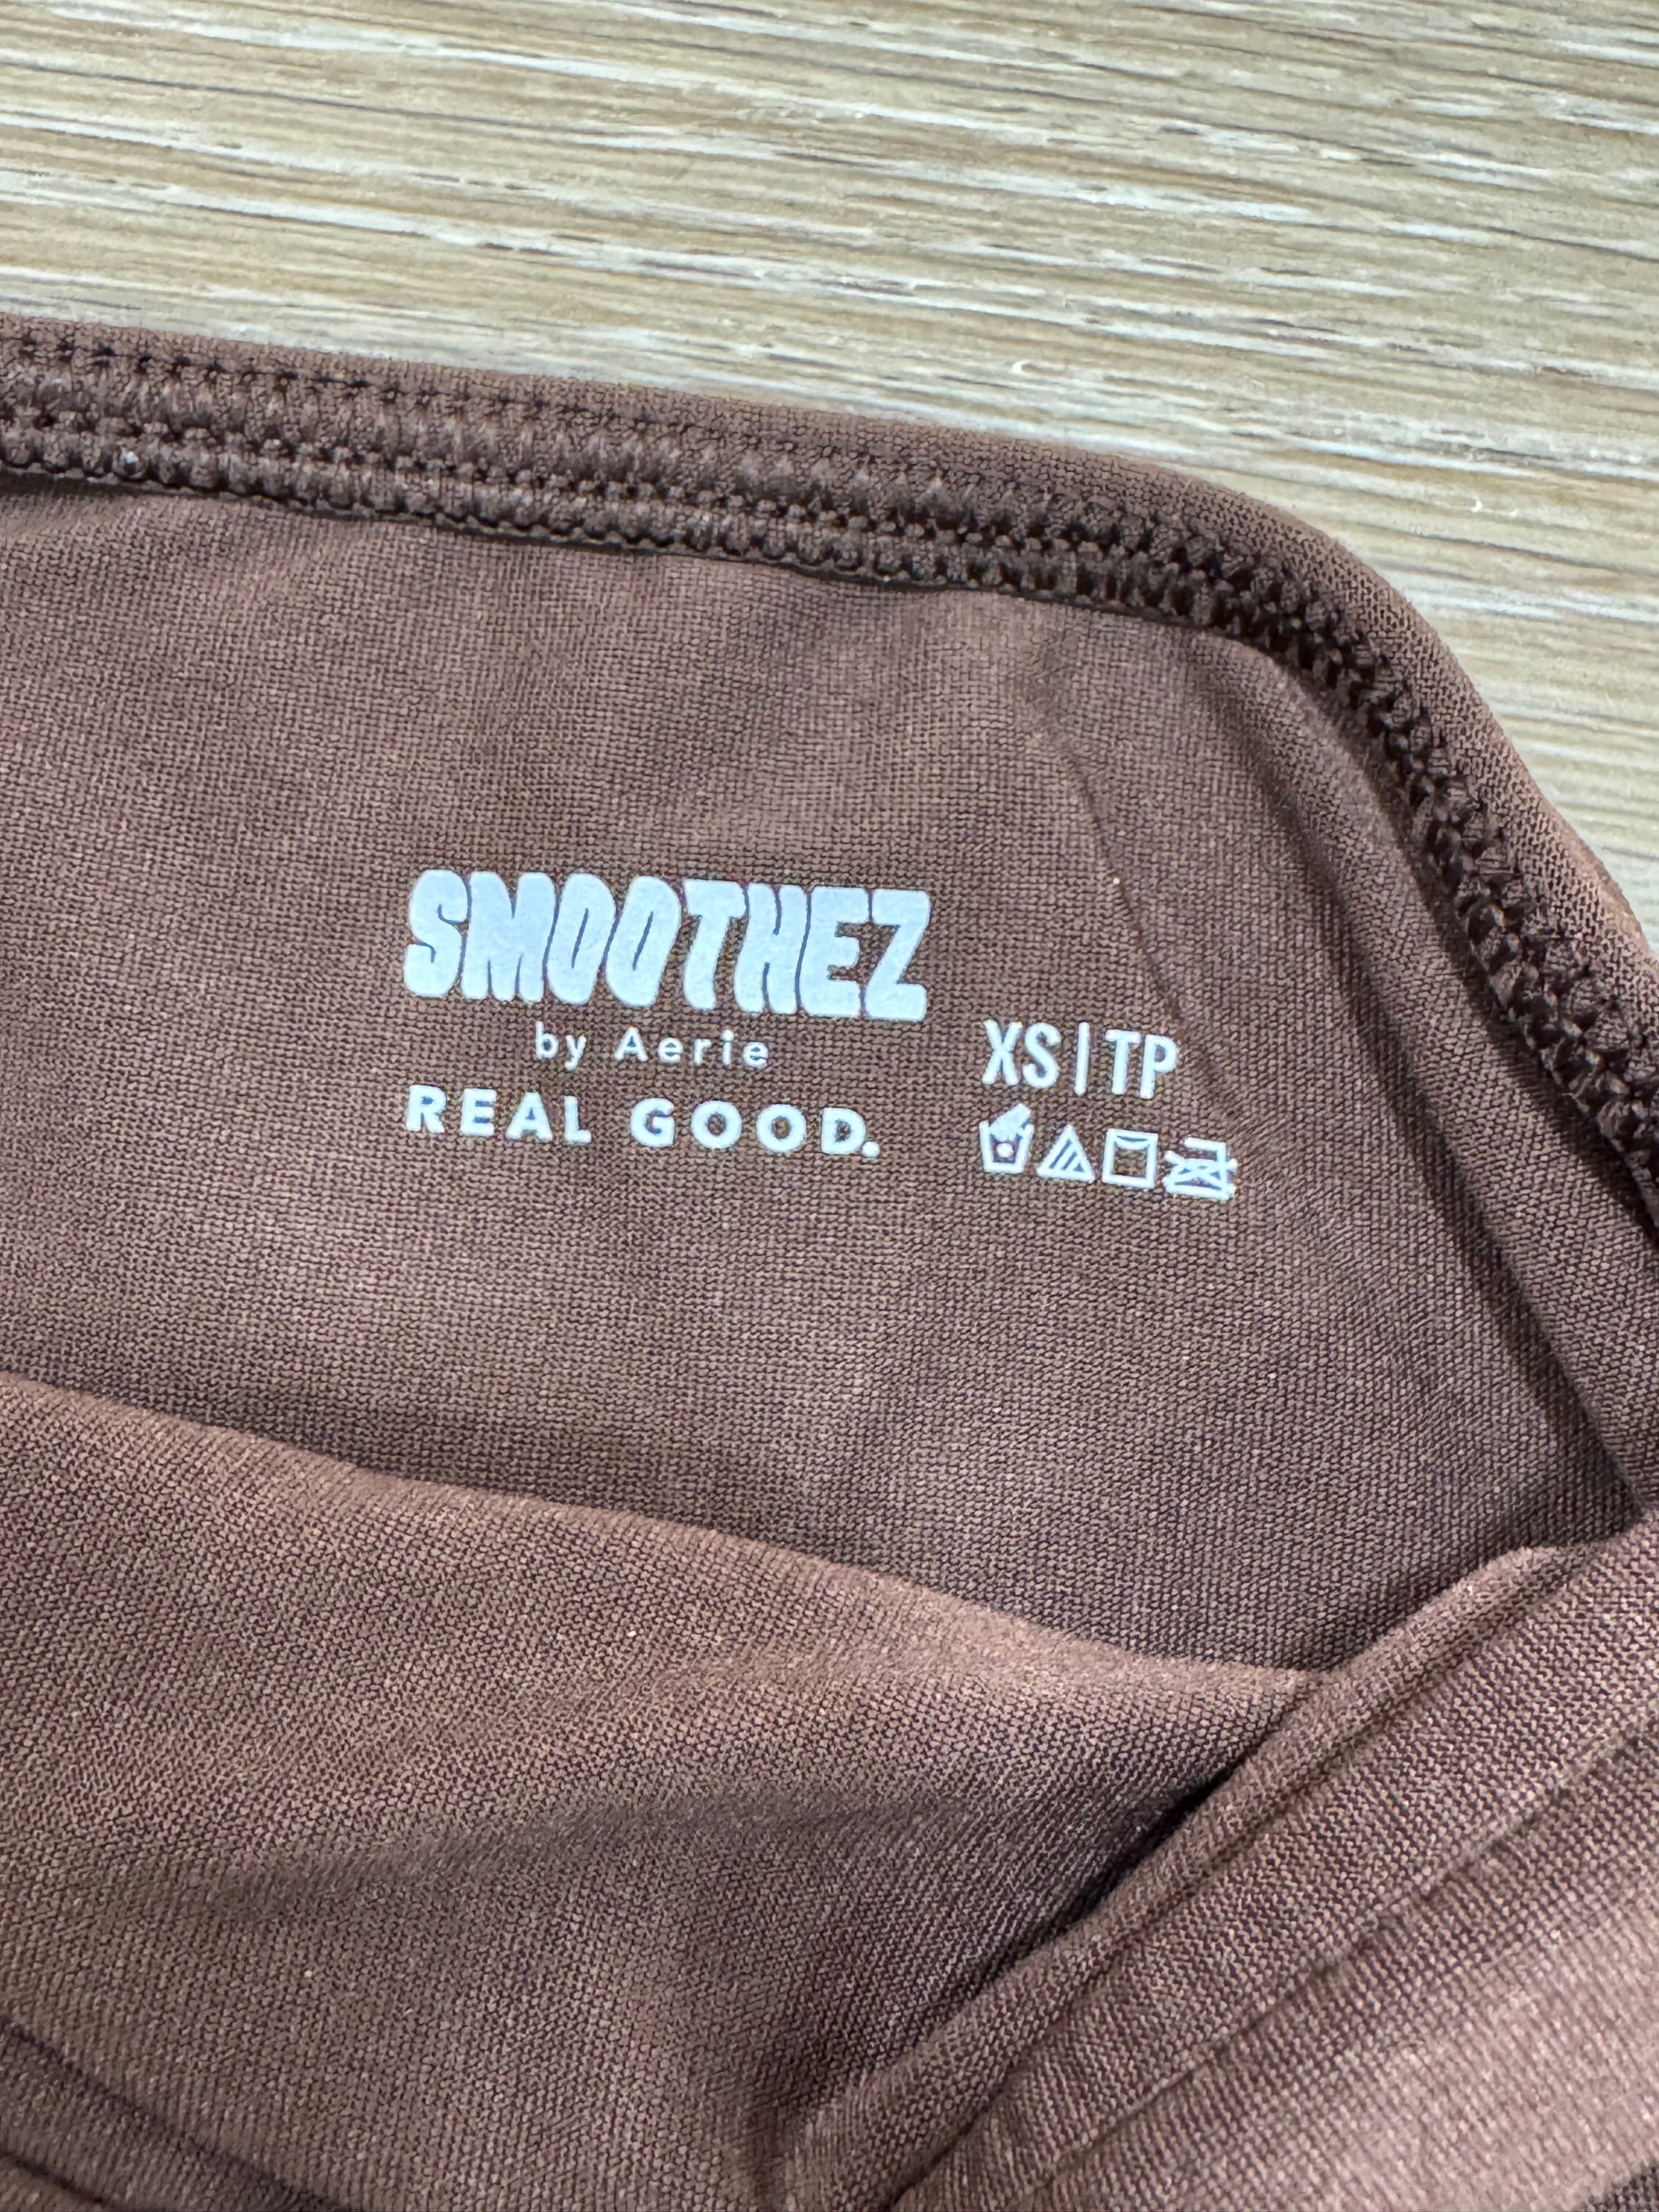 SMOOTHEZ
by Aerie
REAL GOOD.
XS|TP